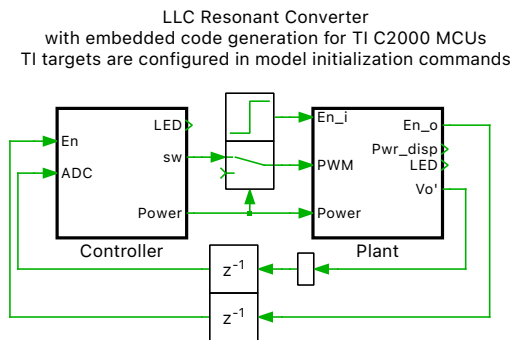 LLC Resonant Converter
with embedded code generation for TI C2000 MCUs
TI targets are configured in model initialization commands
En
ADC
LED
sw
Power
Controller
En_i
PWM
Power
En_o
Pwr_disp
LED
Vo'
Plant
z-1
z-1